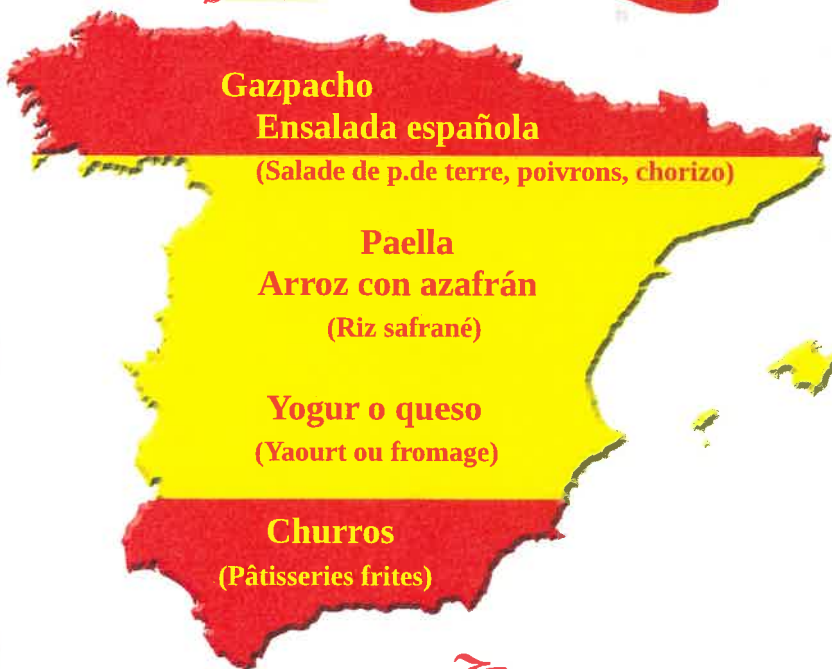 Gazpacho
Ensalada española
(Salade de p.de terre, poivrons, chorizo)
Paella
Arroz con azafrán
(Riz safrané)
Yogur o queso
(Yaourt ou fromage)
Churros
(Pâtisseries frites)